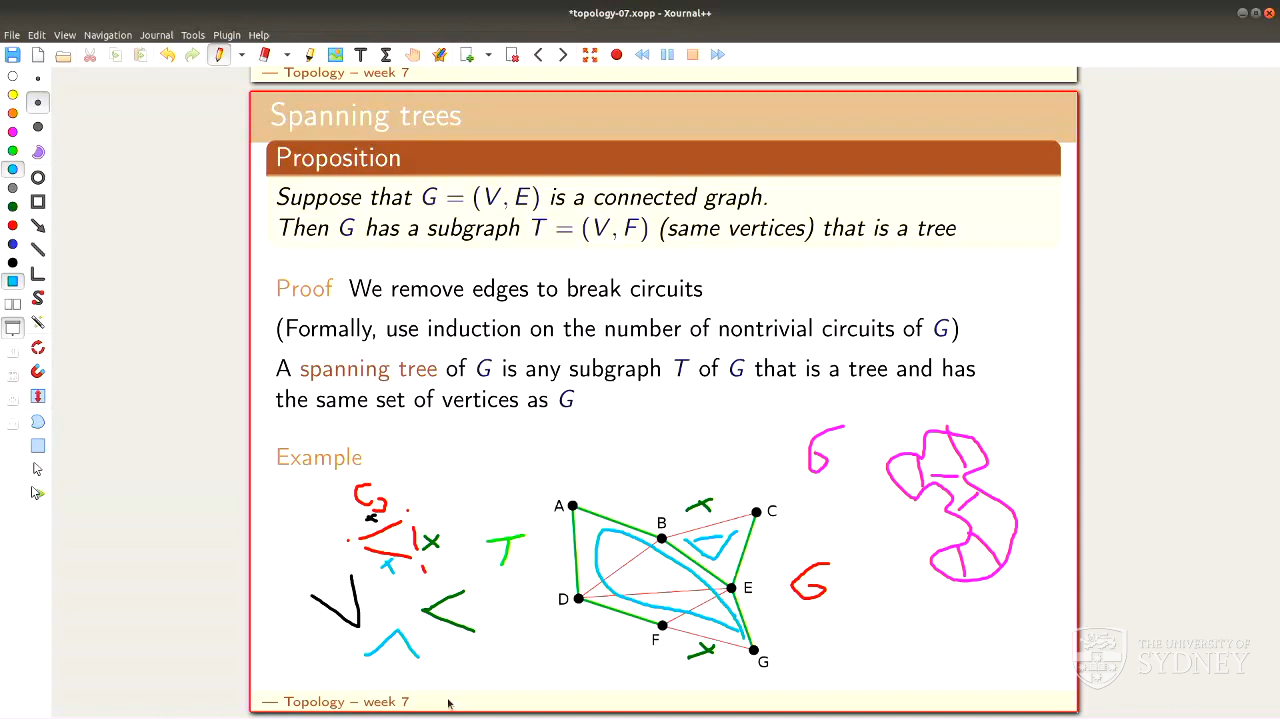 *topology-07.xopp - Xournal++
File Edit View Navigation Journal Tools Plugin Help
— Topology – week 7
Spanning trees
Proposition
Suppose that G = (V, E) is a connected graph.
Then G has a subgraph T = (V, F) (same vertices) that is a tree
Proof We remove edges to break circuits
(Formally, use induction on the number of nontrivial circuits of G)
A spanning tree of G is any subgraph T of G that is a tree and has
the same set of vertices as G
Example
G
C3
x
x
x
T
A
B
C
D
E
F
G
x
x
G
THE UNIVERSITY OF
SYDNEY
— Topology – week 7